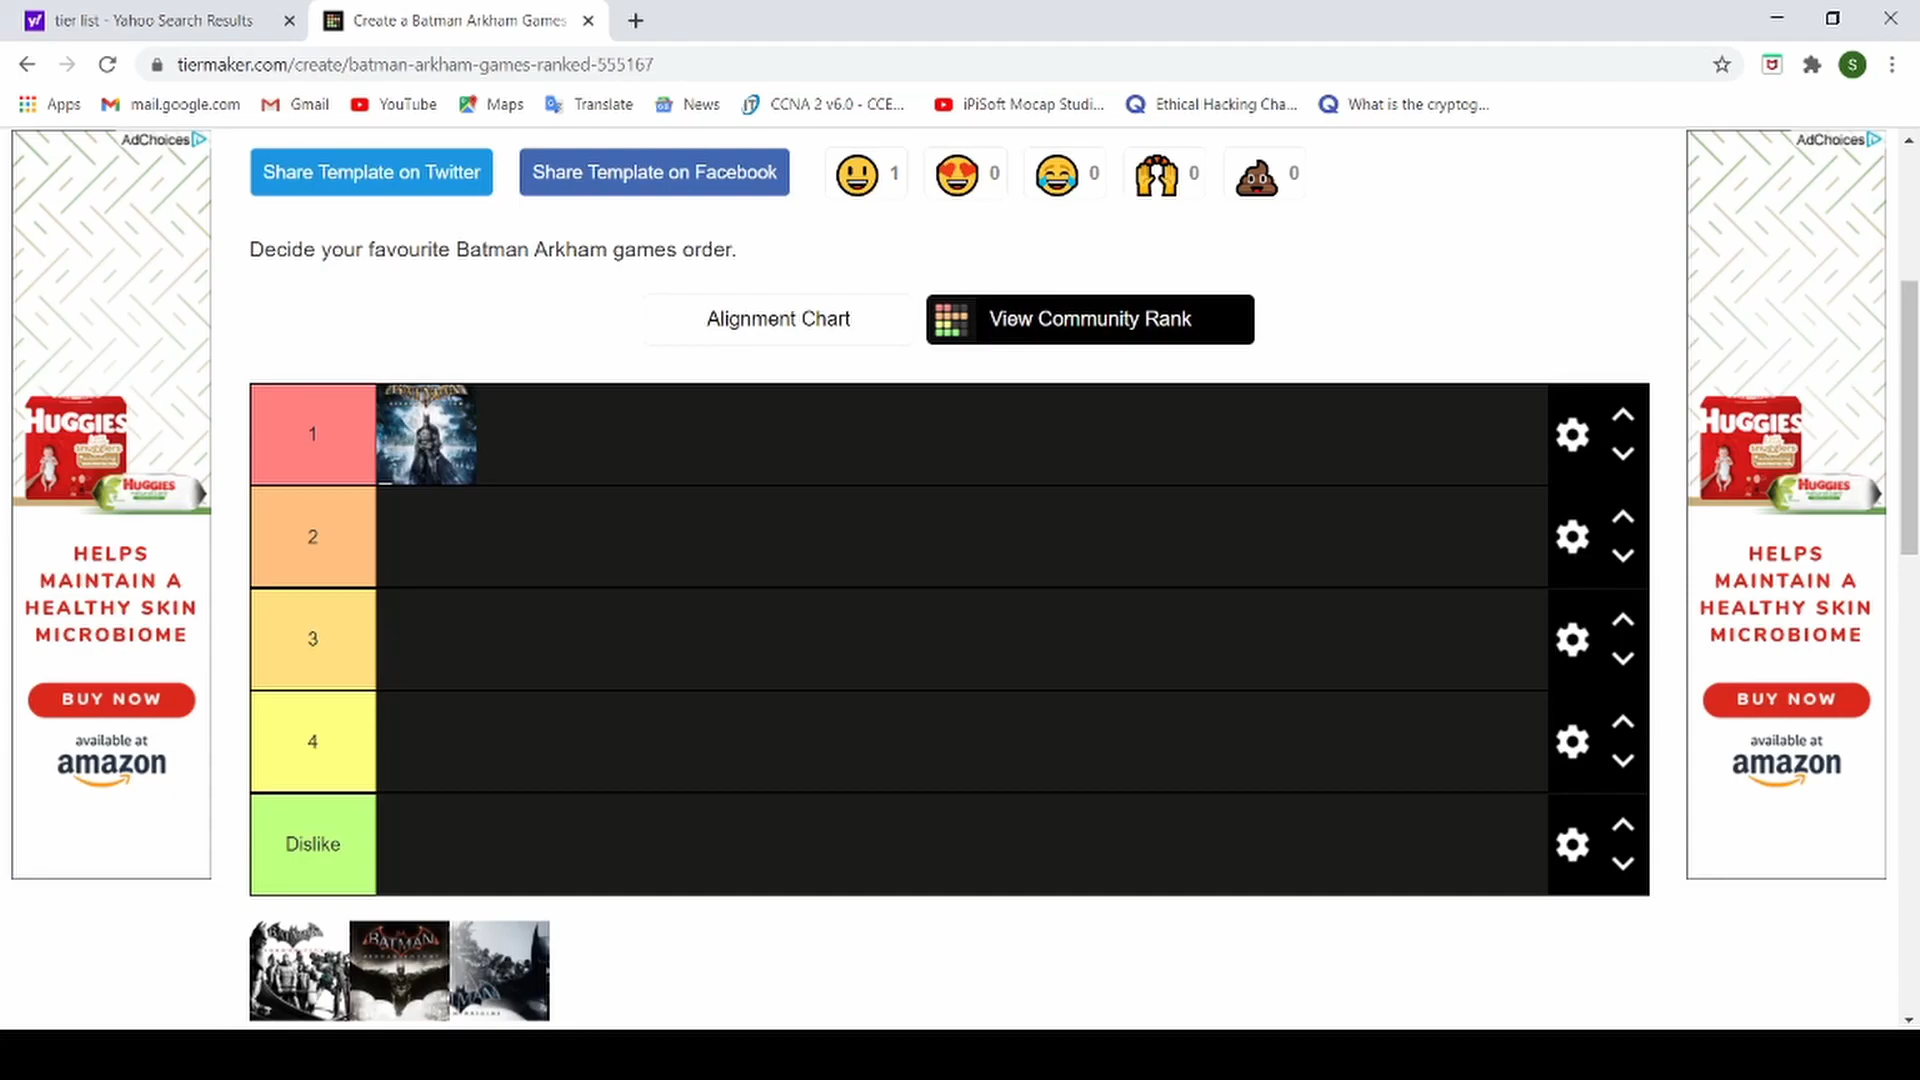 tier list - Yahoo Search Results
Create a Batman Arkham Games
tiermaker.com/create/batman-arkham-games-ranked-555167
S
Apps
mail.google.com
Gmail
YouTube
Maps
Translate
News
CCNA 2 v6.0 - CCE...
iPiSoft Mocap Studi...
Ethical Hacking Cha...
What is the cryptog...
AdChoices
Share Template on Twitter
Share Template on Facebook
1
0
0
0
0
AdChoices
Decide your favourite Batman Arkham games order.
Alignment Chart
View Community Rank
1
2
3
4
Dislike
HUGGIES
HUGGIES
HELPS
MAINTAIN A
HEALTHY SKIN
MICROBIOME
BUY NOW
available at
amazon
HUGGIES
HUGGIES
HELPS
MAINTAIN A
HEALTHY SKIN
MICROBIOME
BUY NOW
available at
amazon
BATMAN